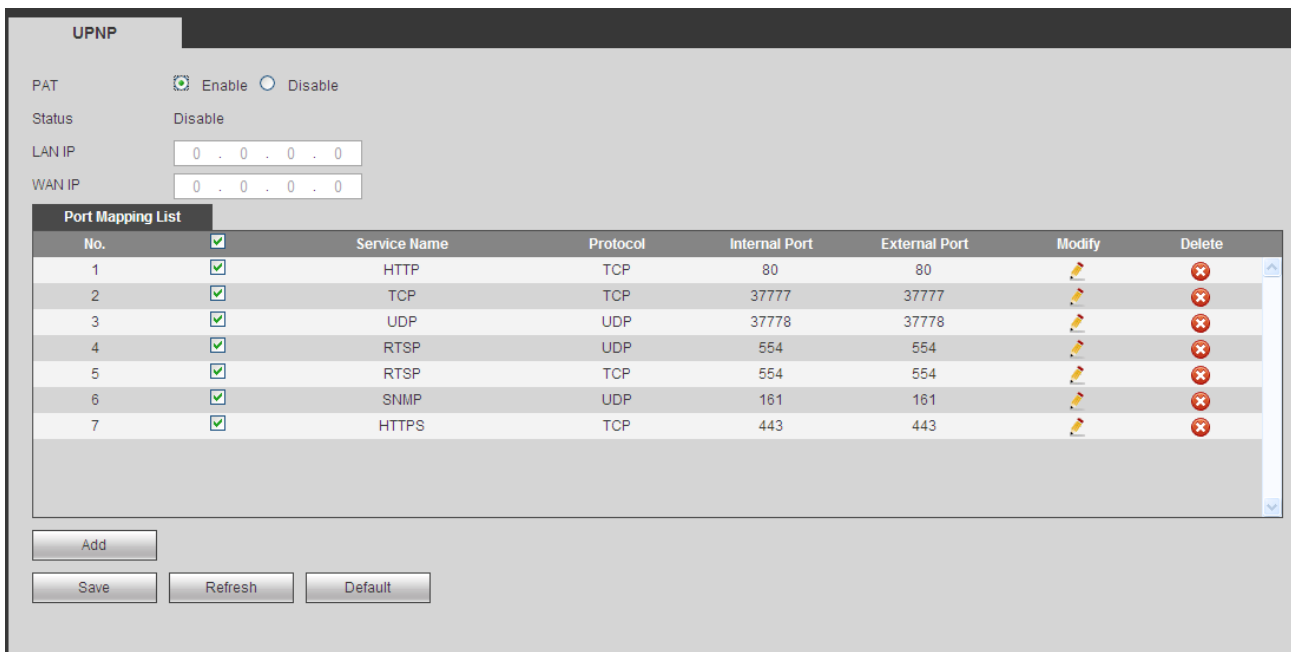 UPNP
PAT Enable Disable
Status Disable
LAN IP 0 . 0 . 0 . 0
WAN IP 0 . 0 . 0 . 0
Port Mapping List
No. Service Name Protocol Internal Port External Port Modify Delete
1 HTTP TCP 80 80
2 TCP TCP 37777 37777
3 UDP UDP 37778 37778
4 RTSP UDP 554 554
5 RTSP TCP 554 554
6 SNMP UDP 161 161
7 HTTPS TCP 443 443
Add
Save Refresh Default